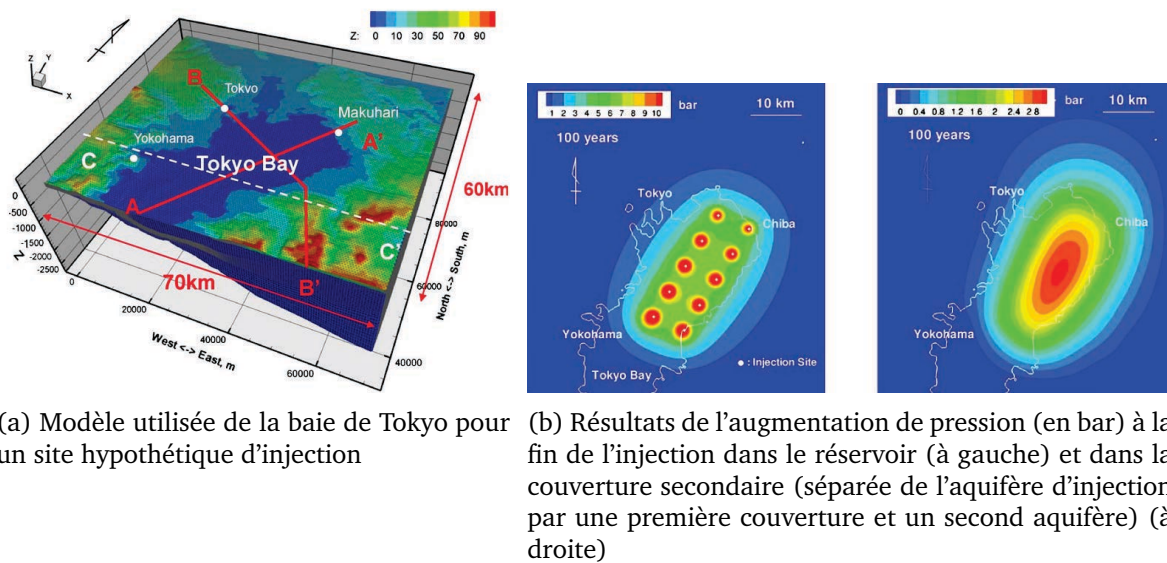 Z: 0 10 30 50 70 90
Z
Y
X
B
Tokyo
Makuhari
Yokohama
A'
C
Tokyo Bay
60km
A
C'
0
-500
-1000
-1500
-2000
-2500
Z
70km
B'
80000
60000
40000
North <-> South, m
0
20000
40000
60000
West <-> East, m
bar
10 km
1 2 3 5 6 7 8 9 10
100 years
Tokyo
Chiba
Yokohama
Tokyo Bay
: Injection Site
bar
10 km
0 0.4 0.8 1.2 1.6 2 2.4 2.8
100 years
Tokyo
Chiba
Yokohama
Tokyo Bay
(a) Modèle utilisée de la baie de Tokyo pour
un site hypothétique d'injection
(b) Résultats de l'augmentation de pression (en bar) à la
fin de l'injection dans le réservoir (à gauche) et dans la
couverture secondaire (séparée de l'aquifère d'injection
par une première couverture et un second aquifère) (à
droite)